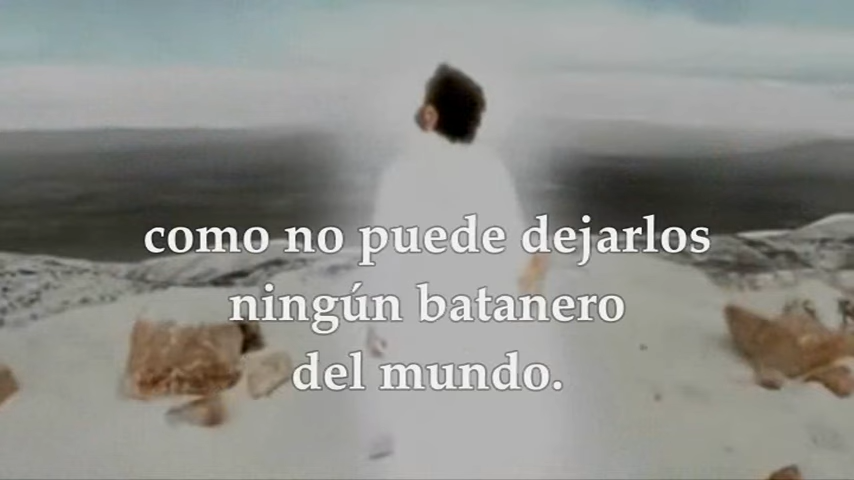 como no puede dejarlos
ningún batanero
del mundo.